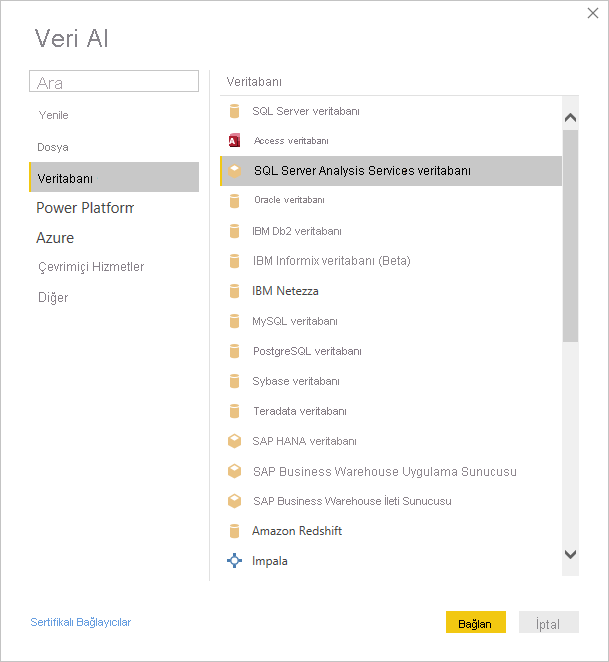 Veri Al
Ara
Yenile
Dosya
Veritabanı
Power Platform
Azure
Çevrimiçi Hizmetler
Diğer
Veritabanı
SQL Server veritabanı
Access veritabanı
SQL Server Analysis Services veritabanı
Oracle veritabanı
IBM Db2 veritabanı
IBM Informix veritabanı (Beta)
IBM Netezza
MySQL veritabanı
PostgreSQL veritabanı
Sybase veritabanı
Teradata veritabanı
SAP HANA veritabanı
SAP Business Warehouse Uygulama Sunucusu
SAP Business Warehouse İleti Sunucusu
Amazon Redshift
Impala
Sertifikalı Bağlayıcılar
Bağlan
İptal